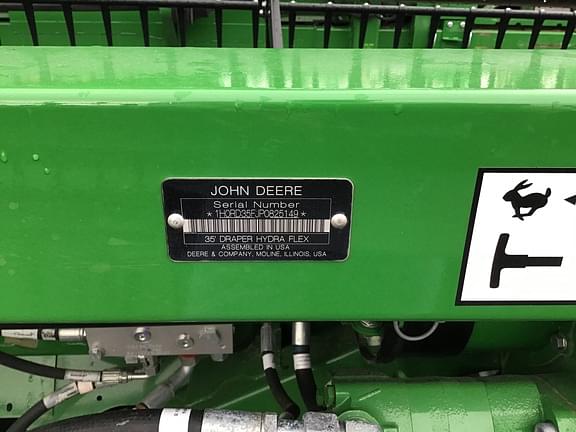 JOHN DEERE
Serial Number
*1H0RD35FJP0825149*
35' DRAPER HYDRA FLEX
ASSEMBLED IN USA
DEERE & COMPANY, MOLINE, ILLINOIS, USA